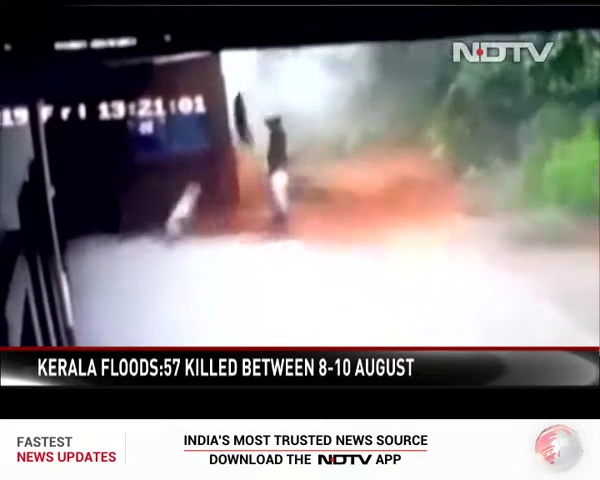 NDTV
19 Fri 13:21:01
KERALA FLOODS:57 KILLED BETWEEN 8-10 AUGUST
FASTEST
NEWS UPDATES
INDIA'S MOST TRUSTED NEWS SOURCE
DOWNLOAD THE NDTV APP